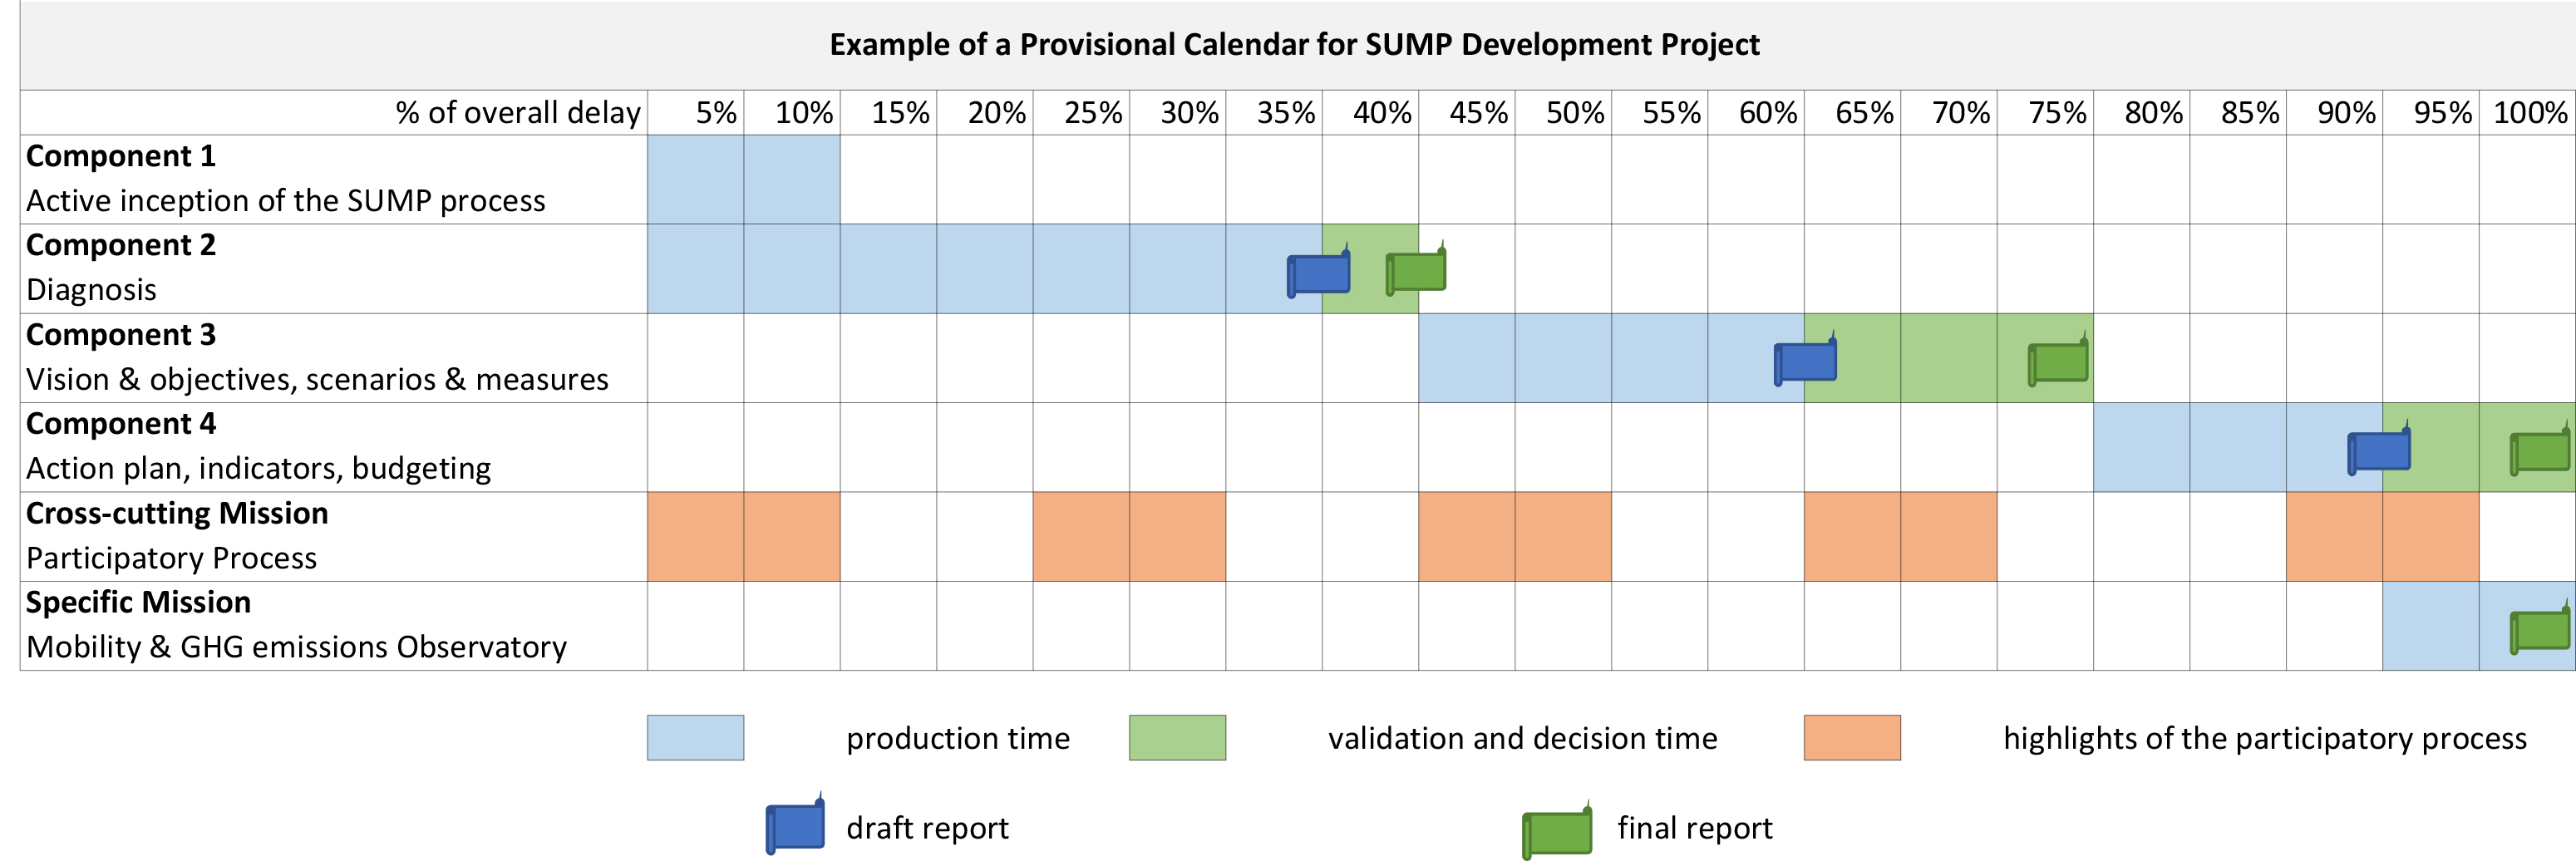 Example of a Provisional Calendar for SUMP Development Project
% of overall delay 5% 10% 15% 20% 25% 30% 35% 40% 45% 50% 55% 60% 65% 70% 75% 80% 85% 90% 95% 100%
Component 1
Active inception of the SUMP process
Component 2
Diagnosis
Component 3
Vision & objectives, scenarios & measures
Component 4
Action plan, indicators, budgeting
Cross-cutting Mission
Participatory Process
Specific Mission
Mobility & GHG emissions Observatory
production time validation and decision time highlights of the participatory process
draft report final report